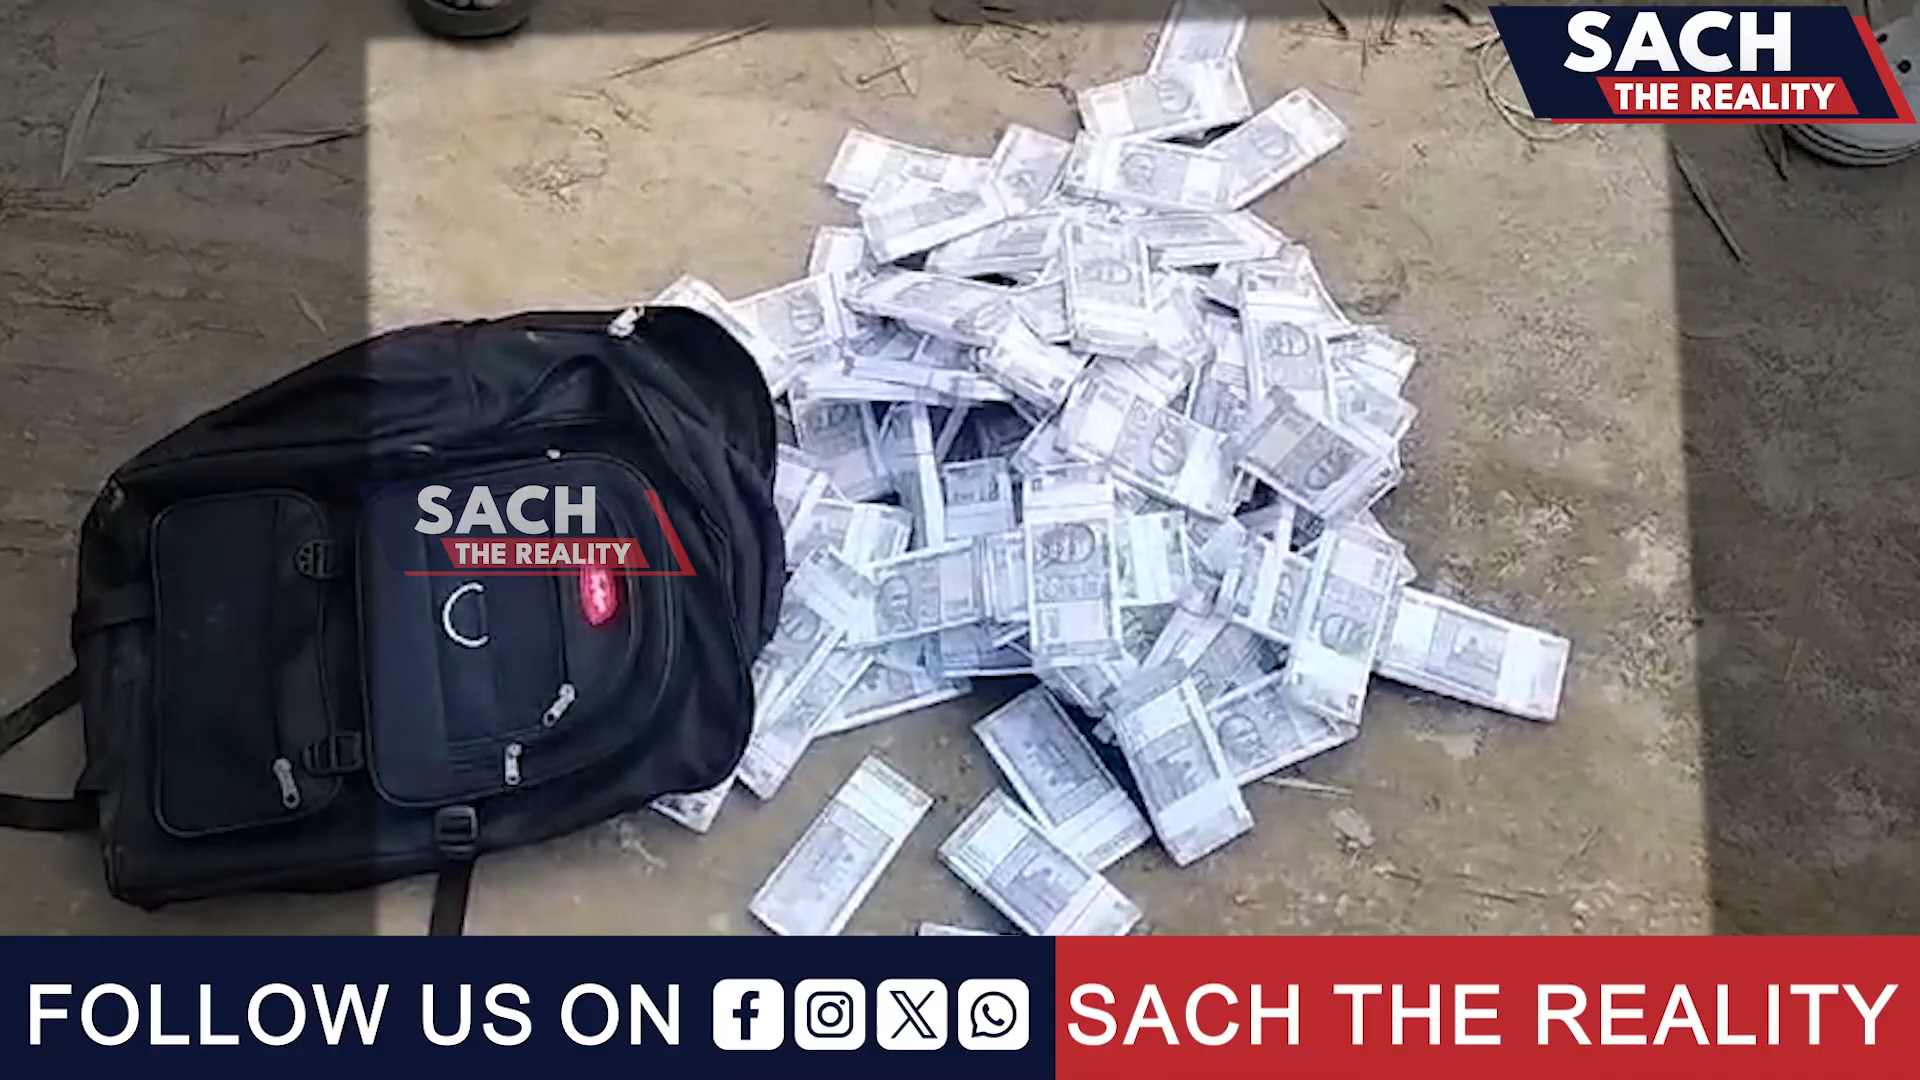 SACH
THE REALITY
SACH
THE REALITY
FOLLOW US ON
SACH THE REALITY